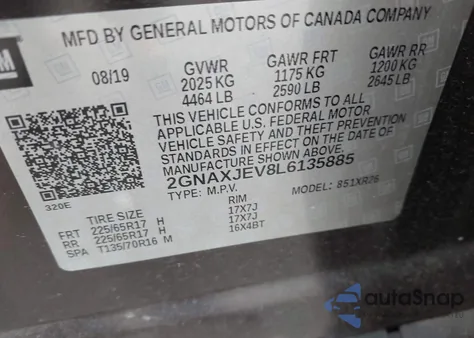 MFD BY GENERAL MOTORS OF CANADA COMPANY
GM
08/19 GVWR GAWR FRT GAWR RR
2025 KG 1175 KG 1200 KG
4464 LB 2590 LB 2645 LB
THIS VEHICLE CONFORMS TO ALL
APPLICABLE U.S. FEDERAL MOTOR
VEHICLE SAFETY AND THEFT PREVENTION
STANDARDS IN EFFECT ON THE DATE OF
MANUFACTURE SHOWN ABOVE.
2GNAXJEV8L6135885
TYPE: M.P.V. MODEL: 851XR26
320E
TIRE SIZE RIM
FRT 225/65R17 H 17X7J
RR 225/65R17 H 17X7J
SPA T135/70R16 M 16X4BT
autoSnap